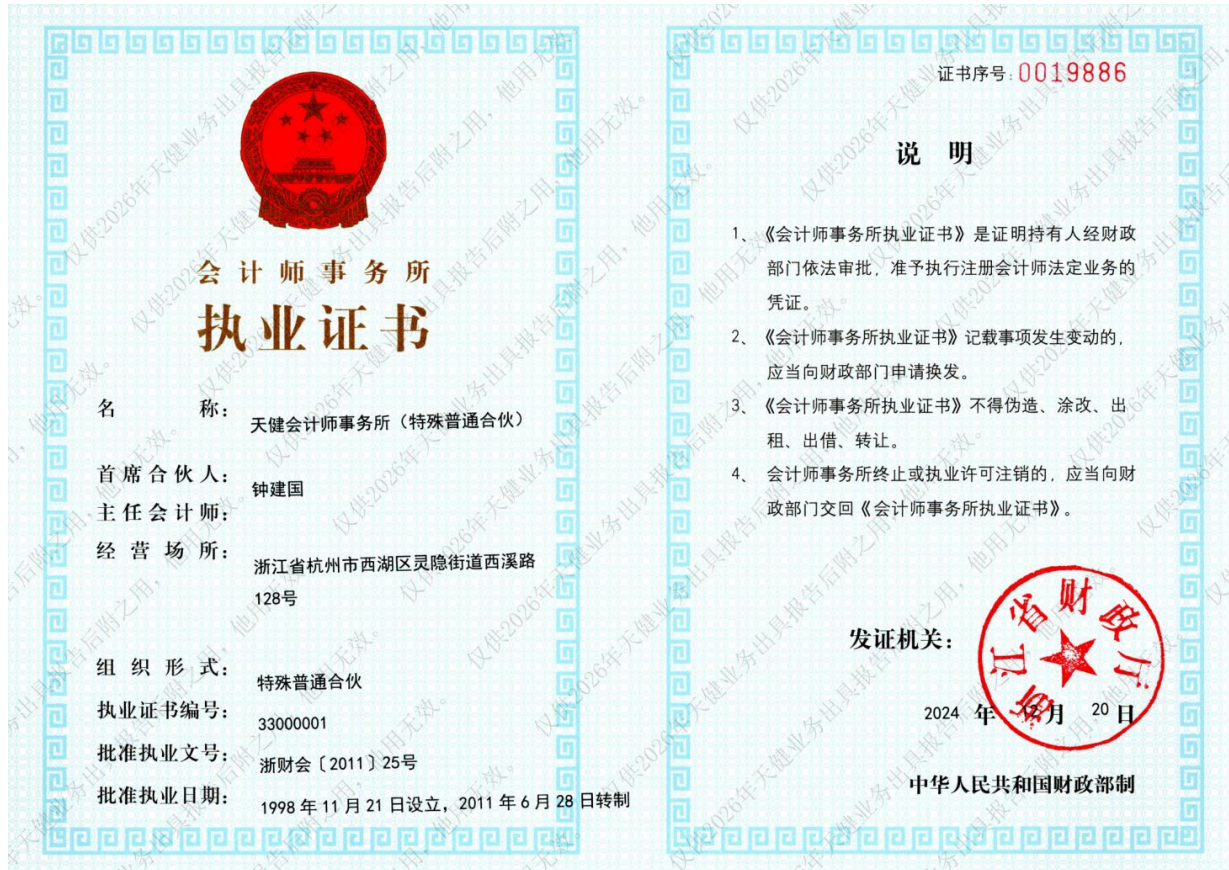 会计师事务所
执业证书
名称：天健会计师事务所（特殊普通合伙）
首席合伙人：钟建国
主任会计师：
经营场所：浙江省杭州市西湖区灵隐街道西溪路
128号
组织形式：特殊普通合伙
执业证书编号：33000001
批准执业文号：浙财会〔2011〕25号
批准执业日期：1998年11月21日设立，2011年6月28日转制
证书序号：0019886
说明
1、《会计师事务所执业证书》是证明持有人经财政
部门依法审批，准予执行注册会计师法定业务的
凭证。
2、《会计师事务所执业证书》记载事项发生变动的，
应当向财政部门申请换发。
3、《会计师事务所执业证书》不得伪造、涂改、出
租、出借、转让。
4、会计师事务所终止或执业许可注销的，应当向财
政部门交回《会计师事务所执业证书》。
发证机关：
浙江省财政厅
2024年12月20日
中华人民共和国财政部制
仅供2026年天健业务出具报告后附之用，他用无效。